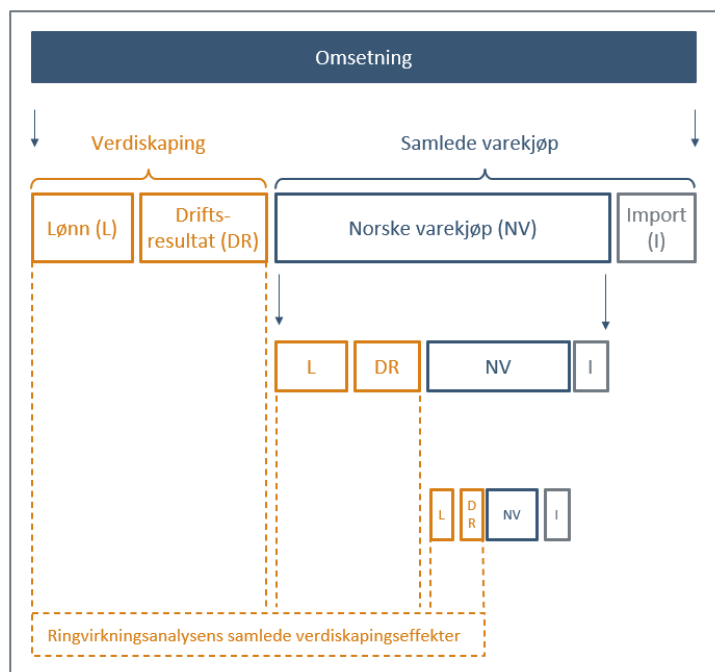 Omsetning
Verdiskaping
Samlede varekjøp
Lønn (L)
Drifts-
resultat (DR)
Norske varekjøp (NV)
Import
(I)
L
DR
NV
I
L
D
R
NV
I
Ringvirkningsanalysens samlede verdiskapingseffekter